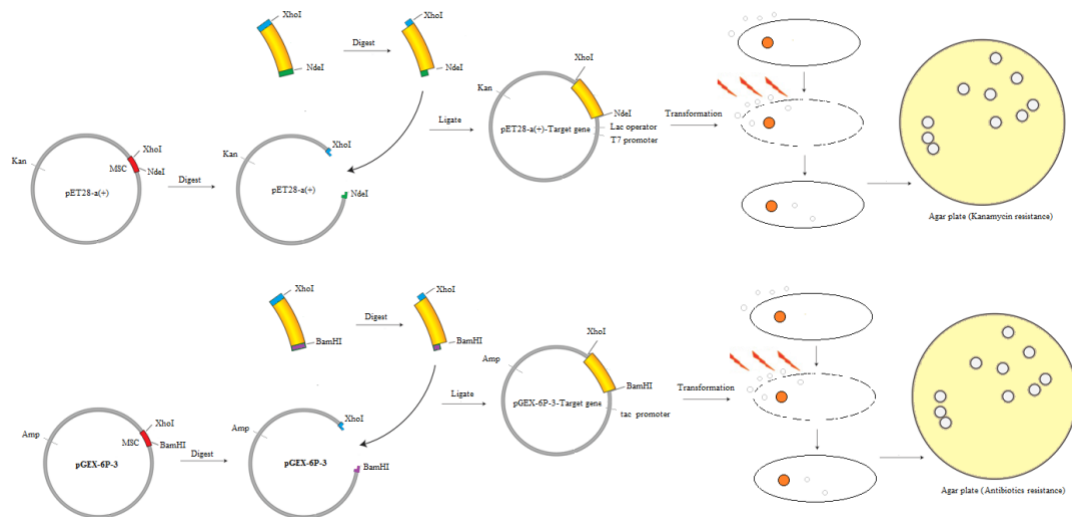 XhoI
Digest
NdeI
XhoI
NdeI
Kan
MSC
XhoI
NdeI
pET28-a(+)
Digest
Kan
XhoI
pET28-a(+)
NdeI
Ligate
XhoI
Kan
NdeI
pET28-a(+)-Target gene
Lac operator
T7 promoter
Transformation
Agar plate (Kanamycin resistance)
XhoI
Digest
BamHI
XhoI
BamHI
Amp
MSC
XhoI
BamHI
pGEX-6P-3
Digest
Amp
XhoI
pGEX-6P-3
BamHI
Ligate
XhoI
Amp
BamHI
pGEX-6P-3-Target gene
tac promoter
Transformation
Agar plate (Antibiotics resistance)